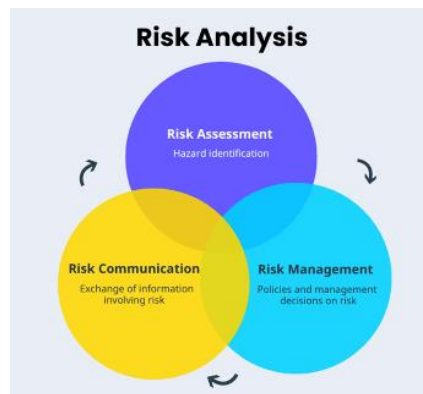 Risk Analysis
Risk Assessment
Hazard identification
Risk Communication
Exchange of information
involving risk
Risk Management
Policies and management
decisions on risk